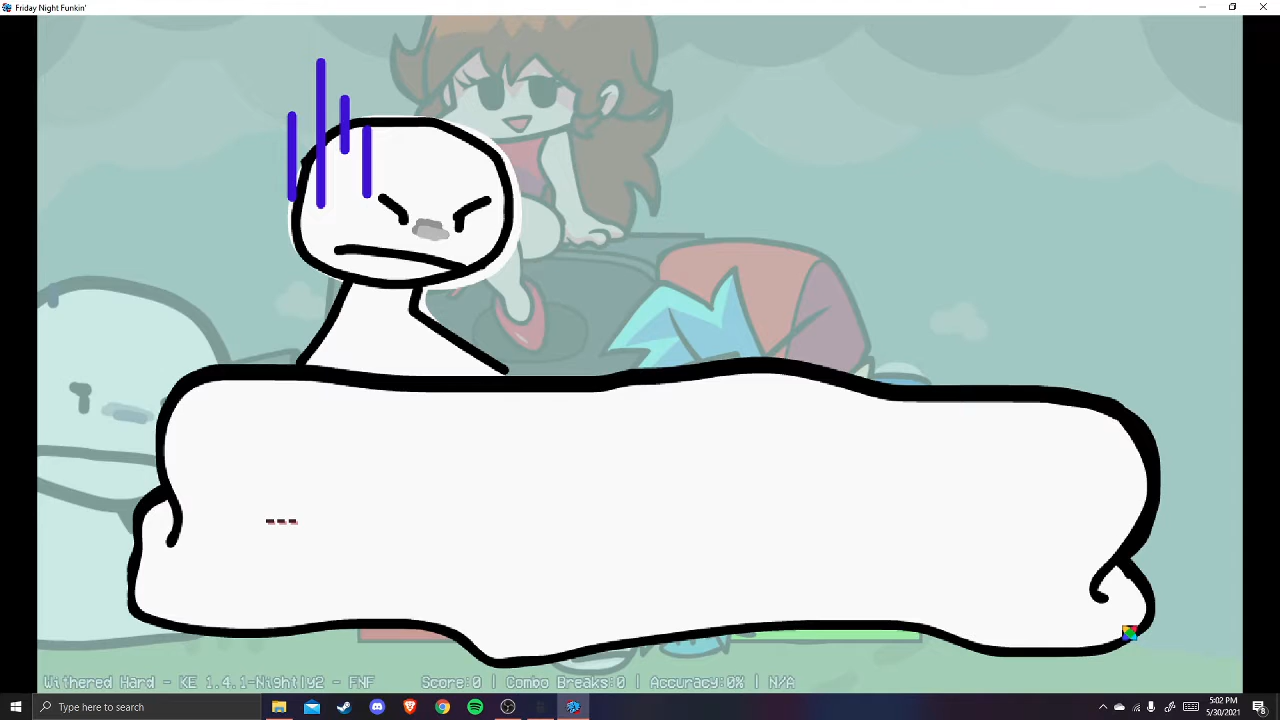 Friday Night Funkin'
---
Withered Hard - KE 1.4.1-Nightly2 - FNF Score:0 | Combo Breaks:0 | Accuracy:0% | N/A
Type here to search
5:02 PM
5/30/2021